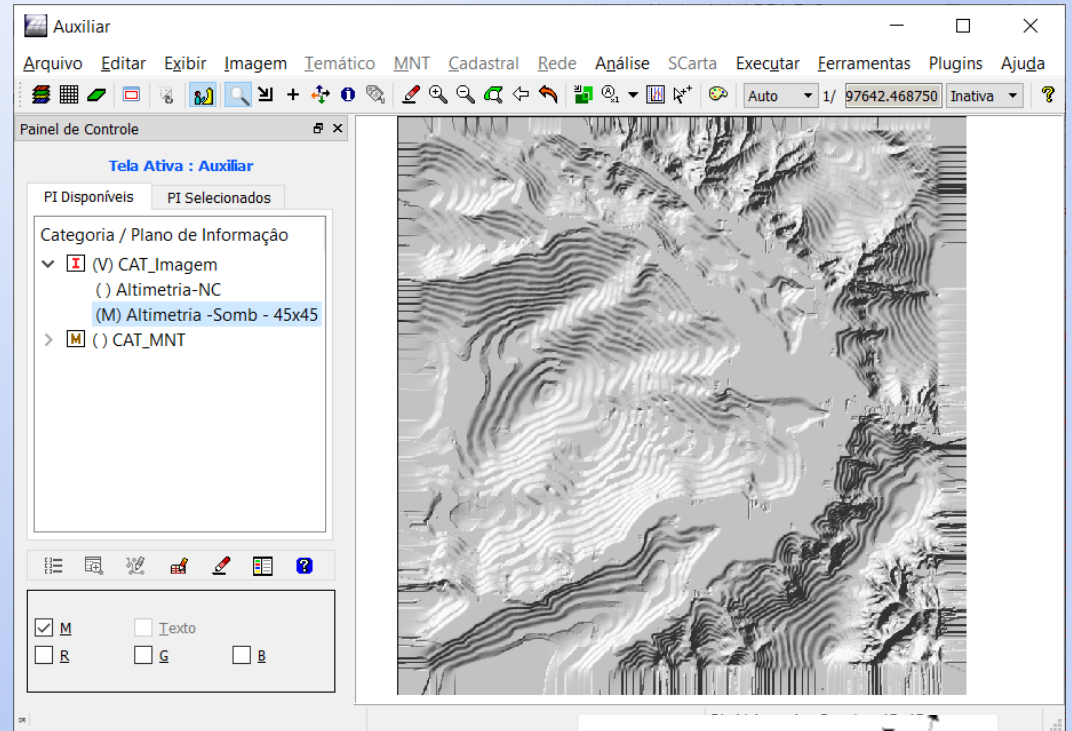 Auxiliar
Arquivo Editar Exibir Imagem Temático MNT Cadastral Rede Análise SCarta Executar Ferramentas Plugins Ajuda
Auto 1/ 97642.468750 Inativa
Painel de Controle
Tela Ativa : Auxiliar
PI Disponíveis PI Selecionados
Categoria / Plano de Informaçâo
(V) CAT_Imagem
( ) Altimetria-NC
(M) Altimetria -Somb - 45x45
( ) CAT_MNT
M Texto
R G B